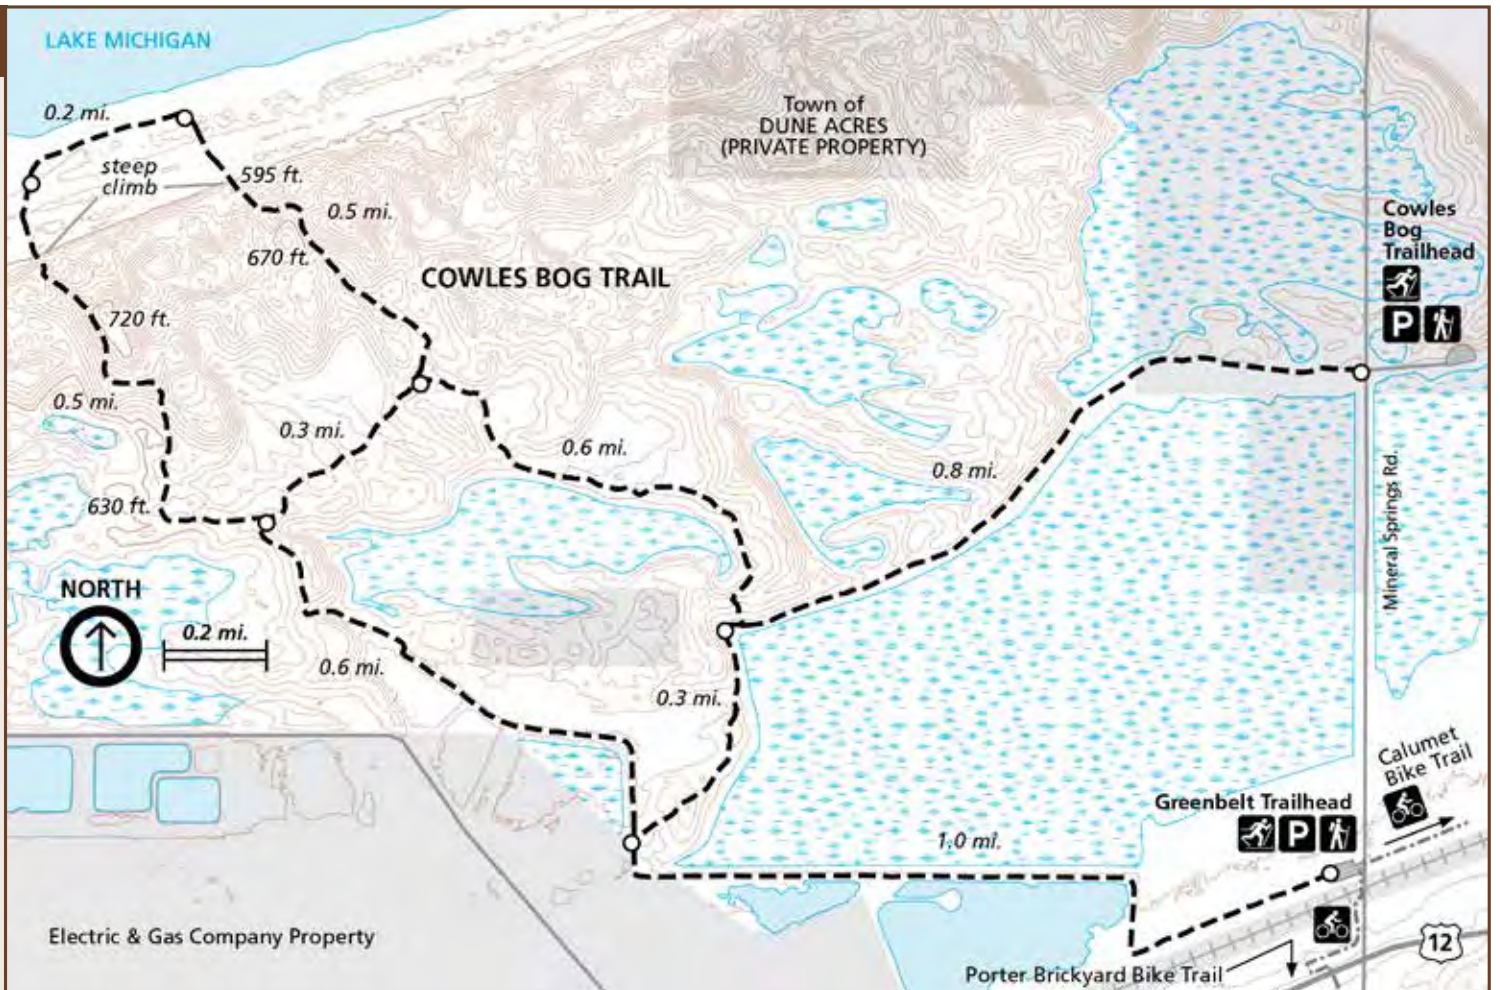 LAKE MICHIGAN
0.2 mi.
steep
climb
595 ft.
0.5 mi.
670 ft.
720 ft.
0.5 mi.
0.3 mi.
630 ft.
COWLES BOG TRAIL
Town of
DUNE ACRES
(PRIVATE PROPERTY)
Cowles
Bog
Trailhead
P
0.6 mi.
0.8 mi.
Mineral Springs Rd.
NORTH
0.2 mi.
0.6 mi.
0.3 mi.
Calumet
Bike Trail
Greenbelt Trailhead
P
1.0 mi.
Electric & Gas Company Property
Porter Brickyard Bike Trail
12